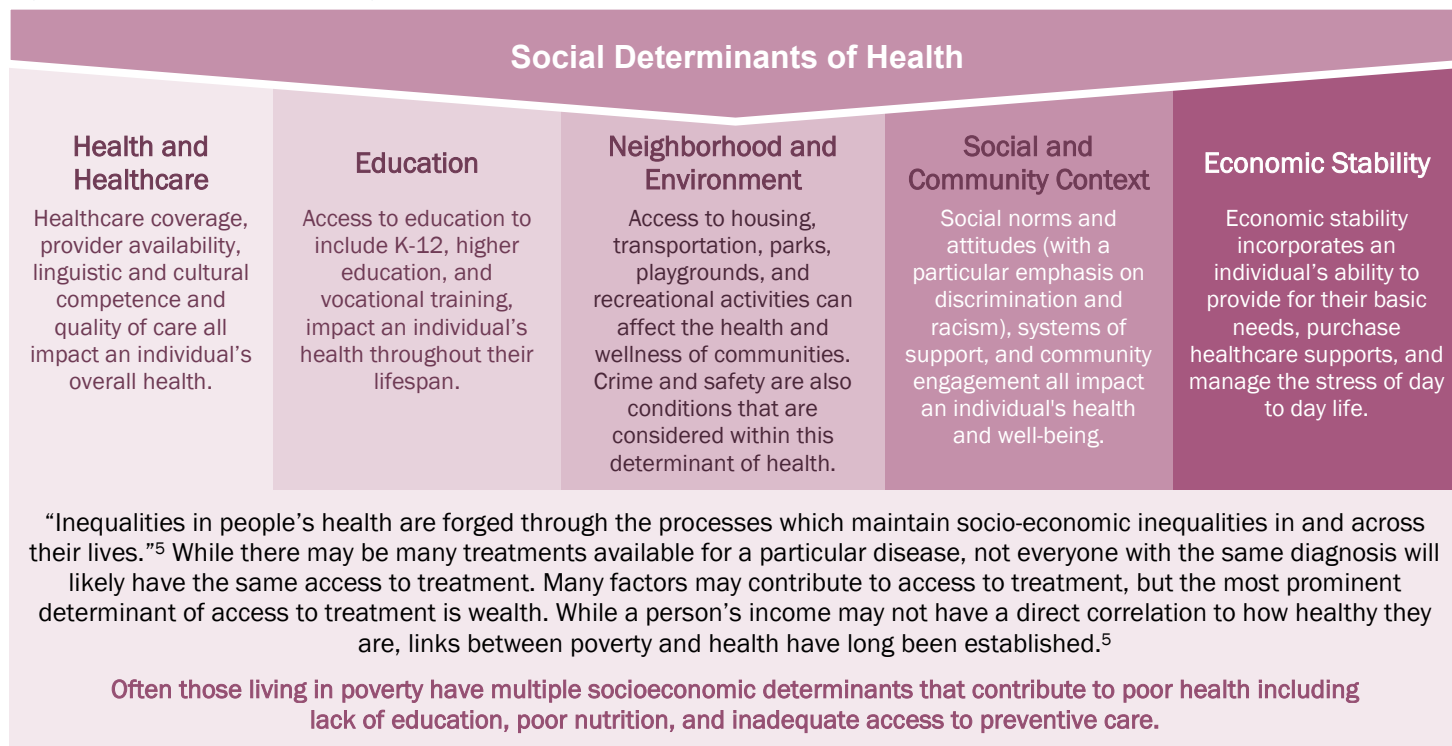 Social Determinants of Health
Health and
Healthcare
Healthcare coverage,
provider availability,
linguistic and cultural
competence and
quality of care all
impact an individual’s
overall health.
Education
Access to education to
include K-12, higher
education, and
vocational training,
impact an individual’s
health throughout their
lifespan.
Neighborhood and
Environment
Access to housing,
transportation, parks,
playgrounds, and
recreational activities can
affect the health and
wellness of communities.
Crime and safety are also
conditions that are
considered within this
determinant of health.
Social and
Community Context
Social norms and
attitudes (with a
particular emphasis on
discrimination and
racism), systems of
support, and community
engagement all impact
an individual's health
and well-being.
Economic Stability
Economic stability
incorporates an
individual’s ability to
provide for their basic
needs, purchase
healthcare supports, and
manage the stress of day
to day life.
“Inequalities in people’s health are forged through the processes which maintain socio-economic inequalities in and across
their lives.”⁵ While there may be many treatments available for a particular disease, not everyone with the same diagnosis will
likely have the same access to treatment. Many factors may contribute to access to treatment, but the most prominent
determinant of access to treatment is wealth. While a person’s income may not have a direct correlation to how healthy they
are, links between poverty and health have long been established.⁵
Often those living in poverty have multiple socioeconomic determinants that contribute to poor health including
lack of education, poor nutrition, and inadequate access to preventive care.